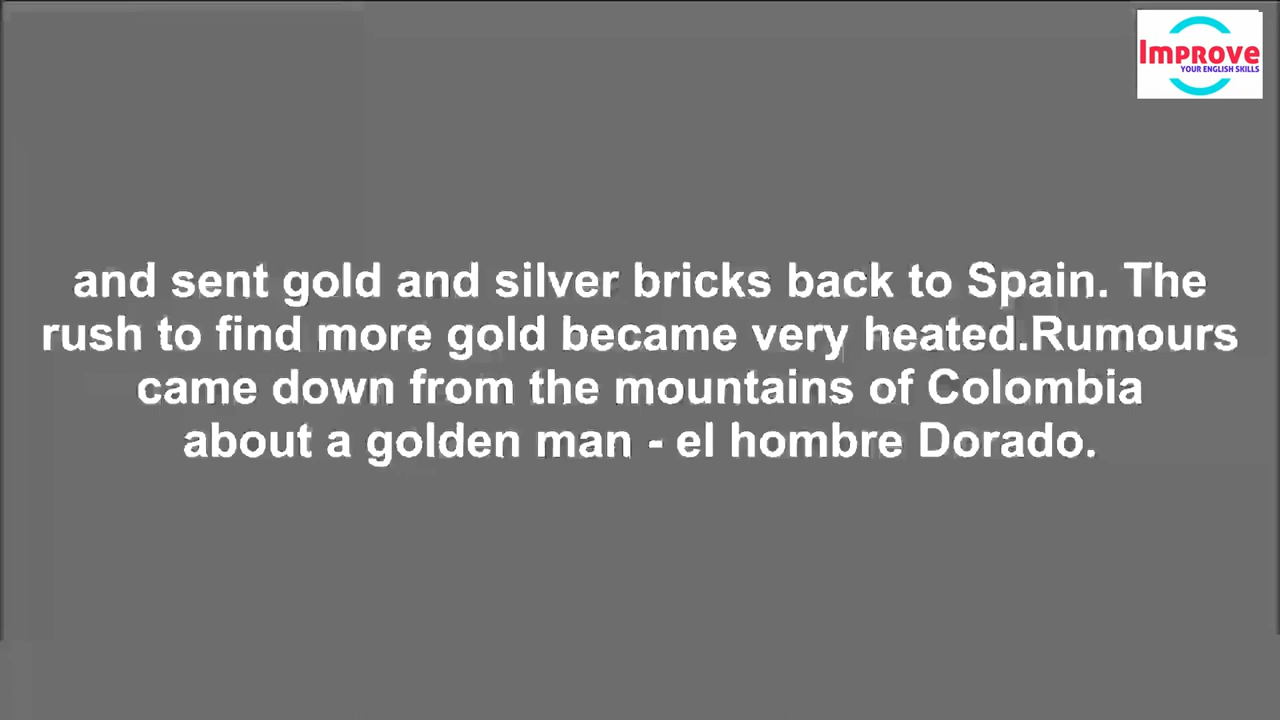 Improve
YOUR ENGLISH SKILLS
and sent gold and silver bricks back to Spain. The
rush to find more gold became very heated.Rumours
came down from the mountains of Colombia
about a golden man - el hombre Dorado.